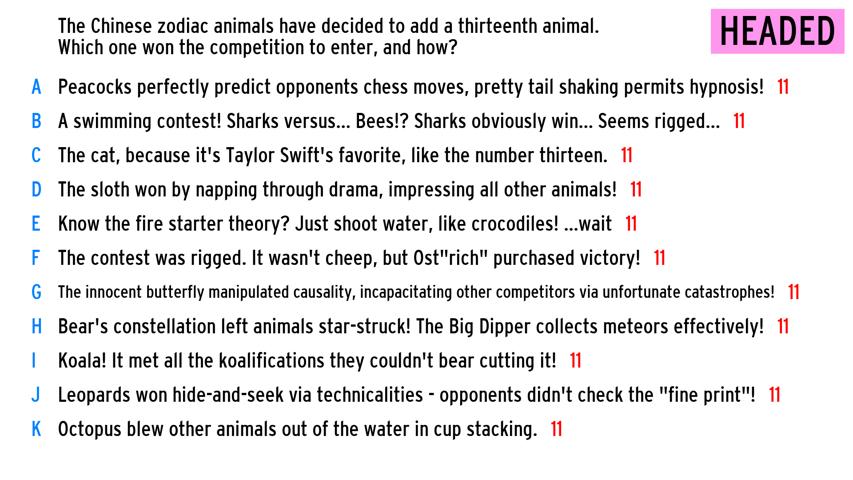 The Chinese zodiac animals have decided to add a thirteenth animal.
Which one won the competition to enter, and how?
HEADED
A Peacocks perfectly predict opponents chess moves, pretty tail shaking permits hypnosis! 11
B A swimming contest! Sharks versus... Bees!? Sharks obviously win... Seems rigged... 11
C The cat, because it's Taylor Swift's favorite, like the number thirteen. 11
D The sloth won by napping through drama, impressing all other animals! 11
E Know the fire starter theory? Just shoot water, like crocodiles! ...wait 11
F The contest was rigged. It wasn't cheep, but Ost"rich" purchased victory! 11
G The innocent butterfly manipulated causality, incapacitating other competitors via unfortunate catastrophes! 11
H Bear's constellation left animals star-struck! The Big Dipper collects meteors effectively! 11
I Koala! It met all the koalifications they couldn't bear cutting it! 11
J Leopards won hide-and-seek via technicalities - opponents didn't check the "fine print"! 11
K Octopus blew other animals out of the water in cup stacking. 11